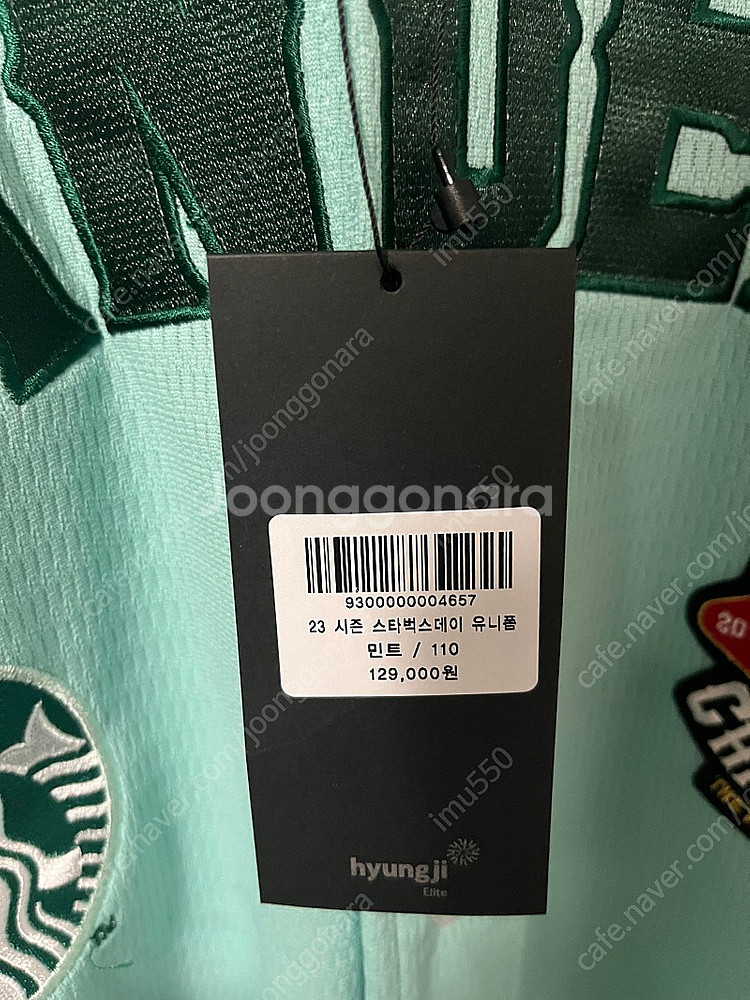 Joonggonara
9300000004657
23 시즌 스타벅스데이 유니폼
민트 / 110
129,000원
hyungji
Elite
imu550
cafe.naver.com/joonggonara
20